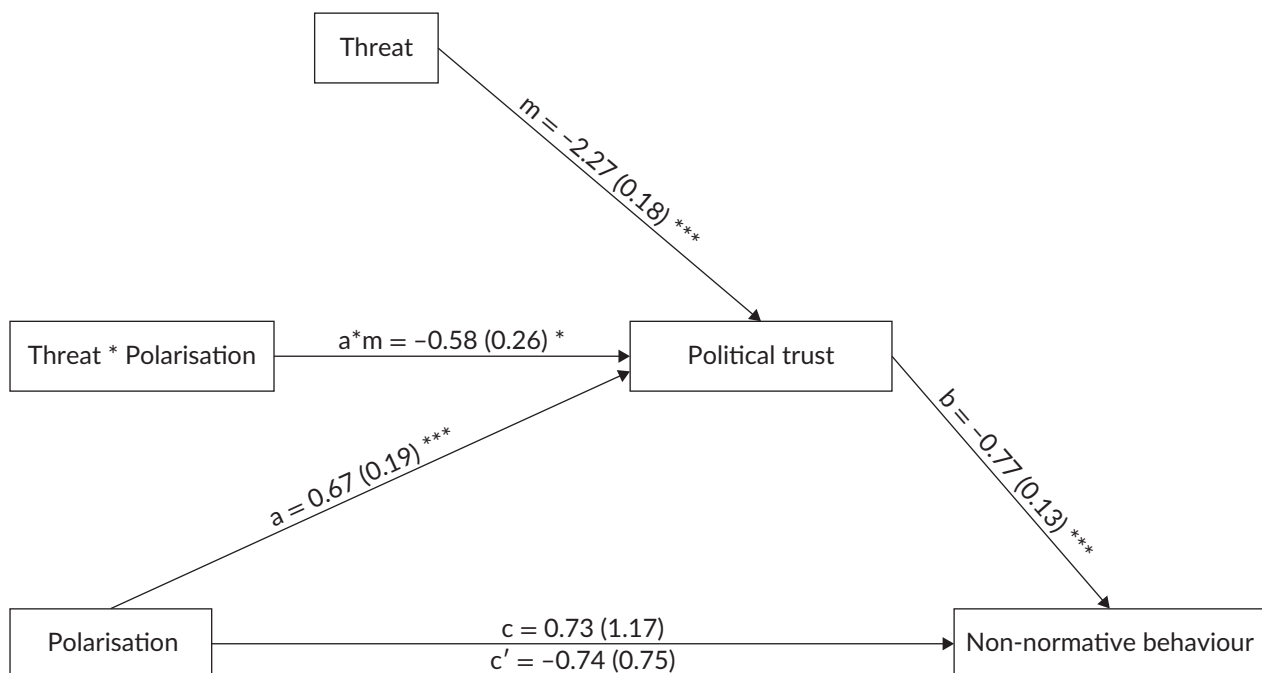 Threat
m = –2.27 (0.18) ***
Threat * Polarisation
a*m = –0.58 (0.26) *
Political trust
a = 0.67 (0.19) ***
b = –0.77 (0.13) ***
Polarisation
c = 0.73 (1.17)
c′ = –0.74 (0.75)
Non-normative behaviour